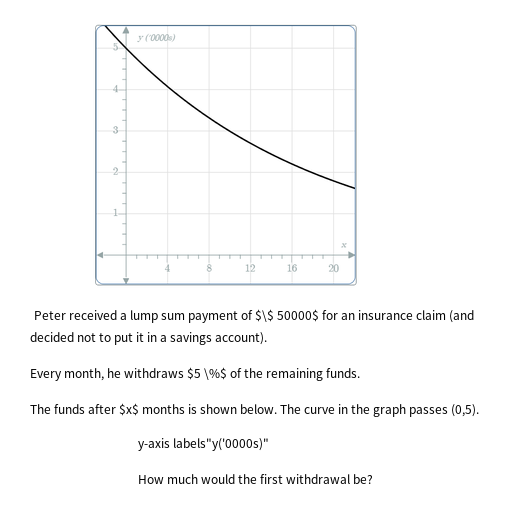 y ('0000s)
5
4
3
2
1
x
4 8 12 16 20
Peter received a lump sum payment of $\$ 50000$ for an insurance claim (and
decided not to put it in a savings account).
Every month, he withdraws $5 \%$ of the remaining funds.
The funds after $x$ months is shown below. The curve in the graph passes (0,5).
y-axis labels"y('0000s)"
How much would the first withdrawal be?